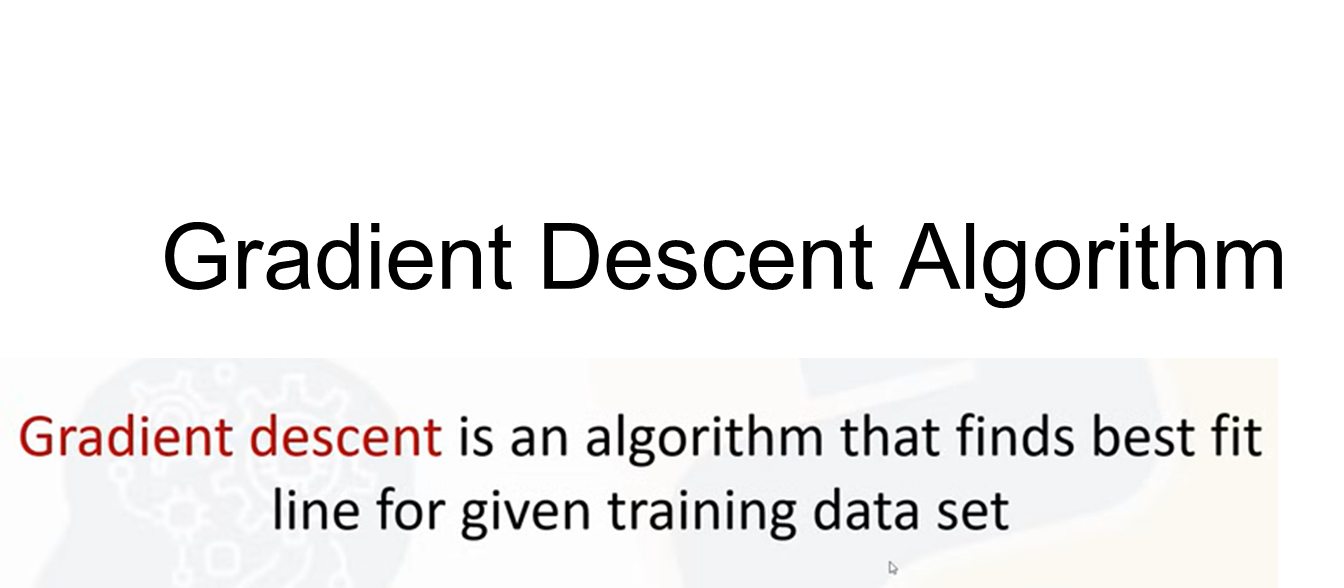 Gradient Descent Algorithm
Gradient descent is an algorithm that finds best fit
line for given training data set